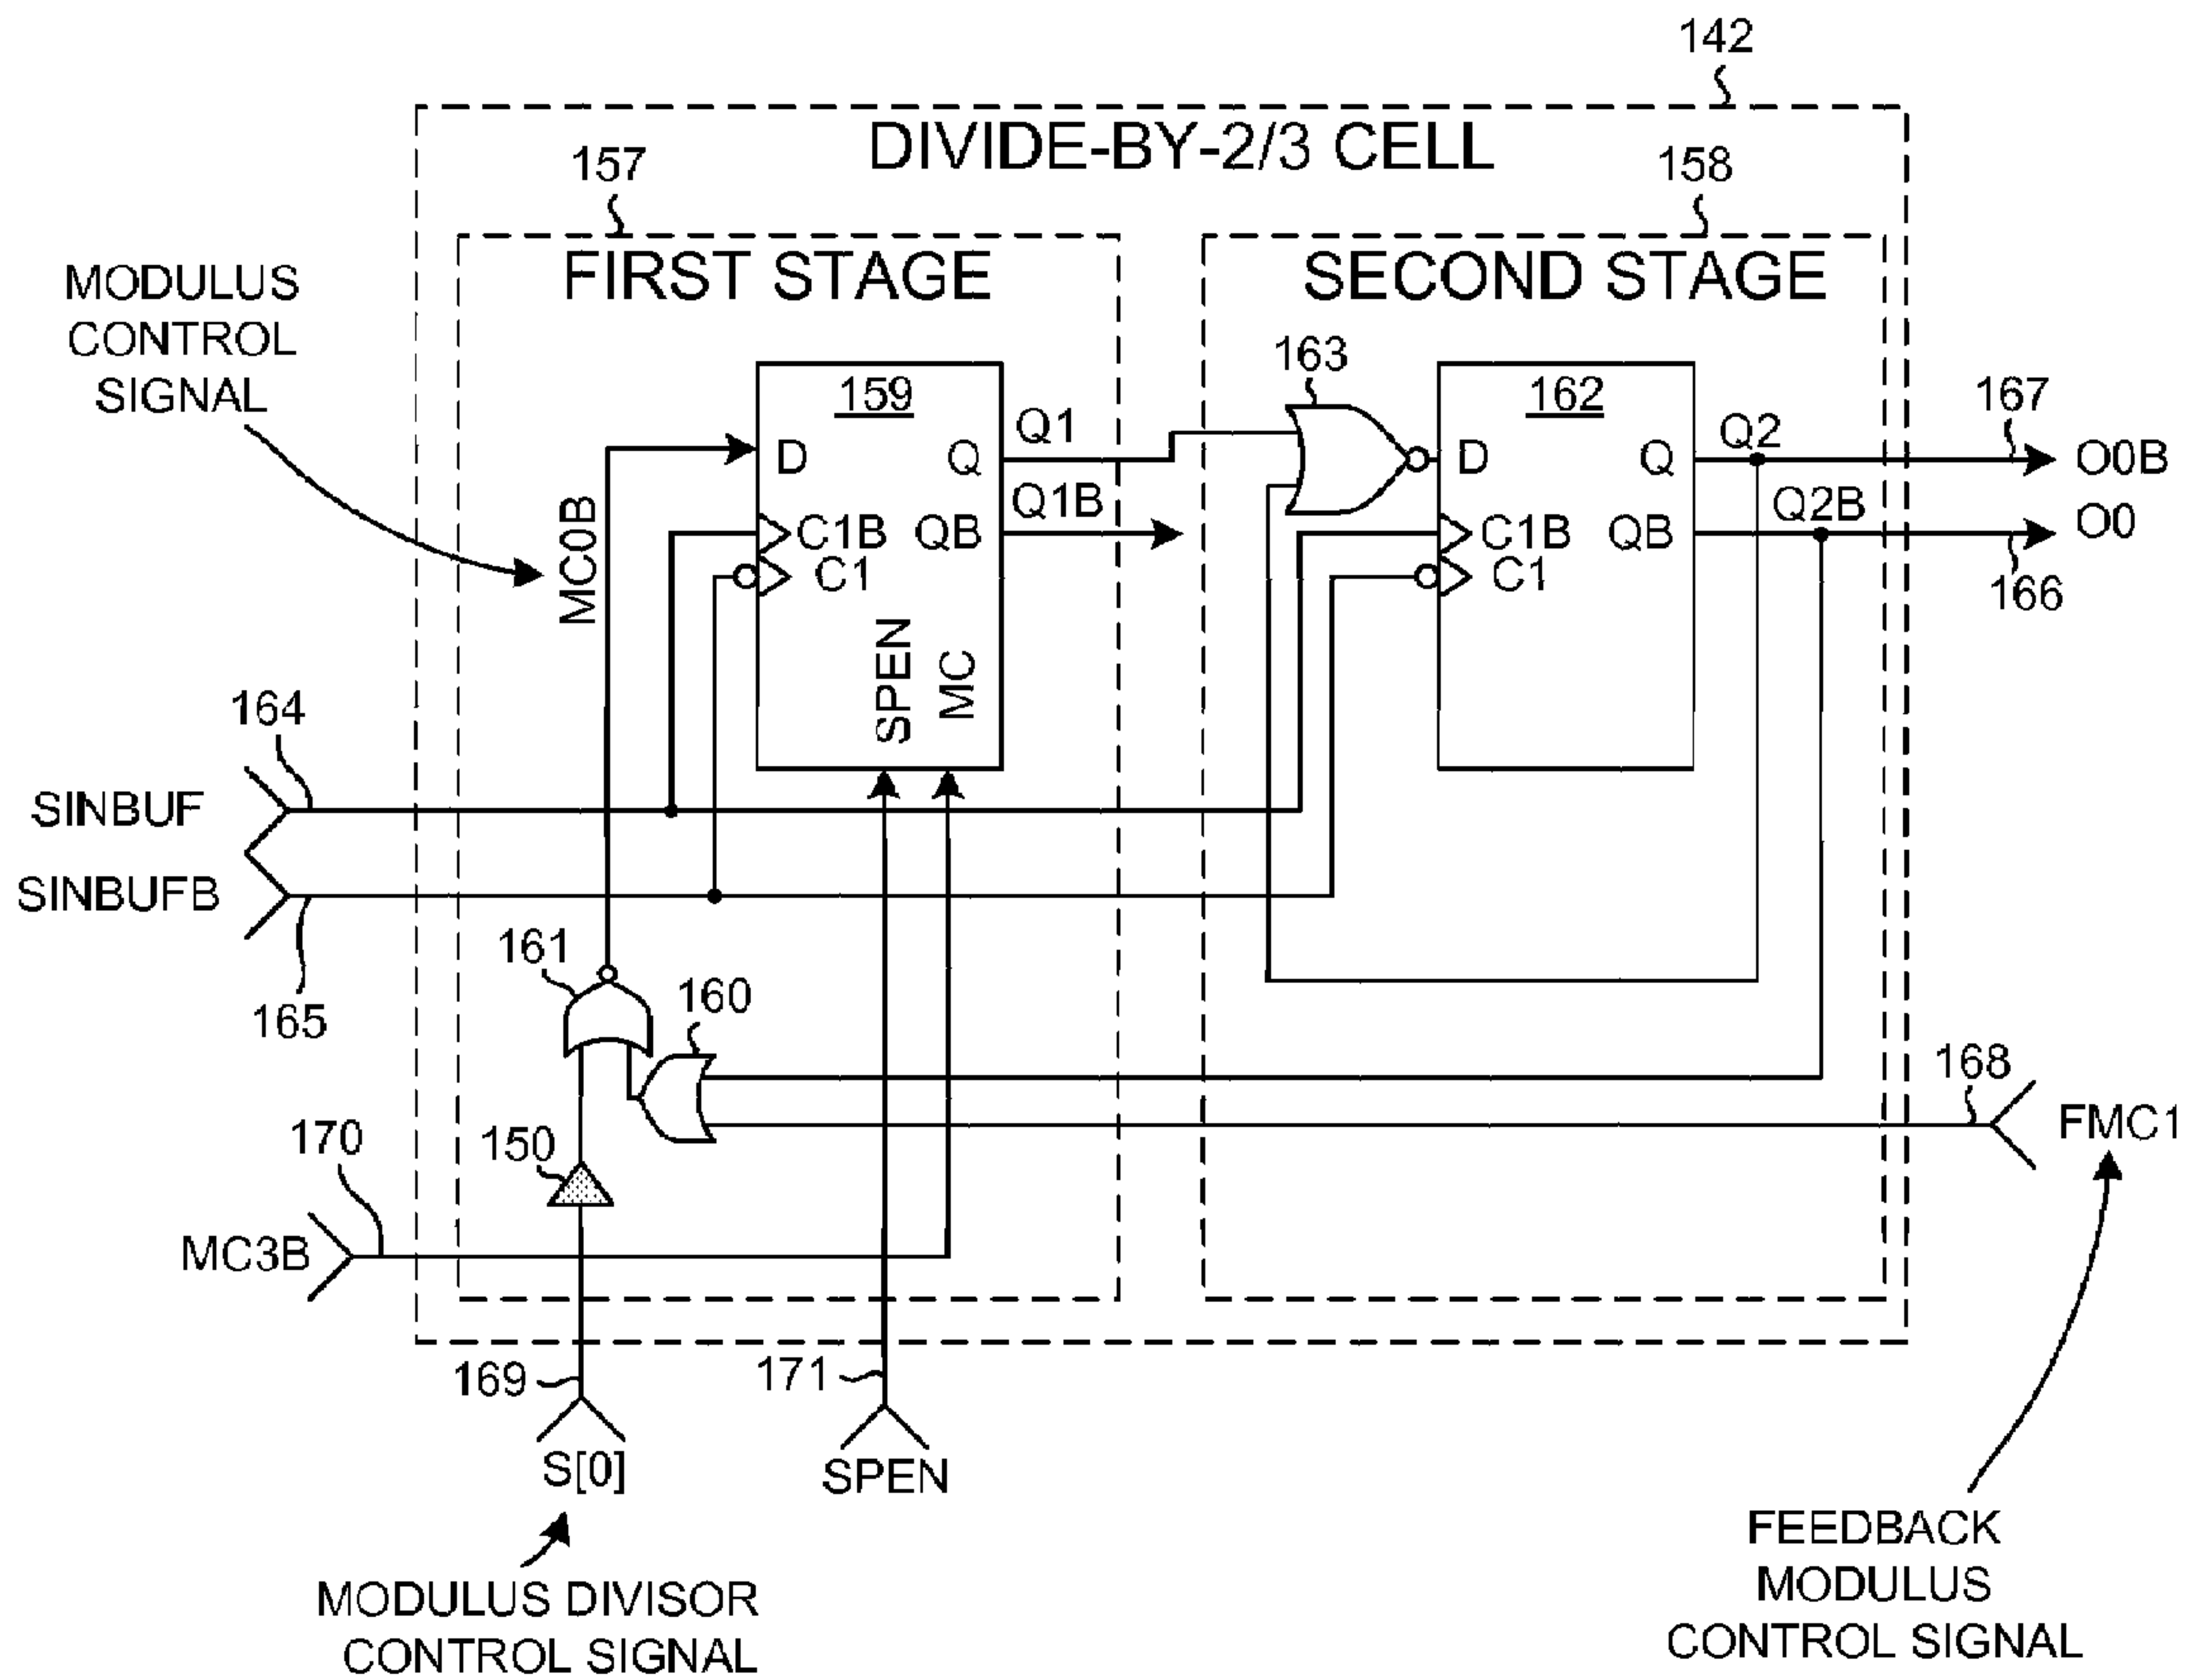 142
DIVIDE-BY-2/3 CELL
157
158
FIRST STAGE
SECOND STAGE
MODULUS
CONTROL
SIGNAL
163
159
162
167
Q1
Q2
D
Q
D
Q
O0B
Q1B
Q2B
O0
C1B
QB
C1B
QB
C1
C1
166
MC0B
SPEN
MC
164
SINBUF
SINBUFB
161
160
165
168
FMC1
170
150
MC3B
169
171
S[0]
SPEN
FEEDBACK
MODULUS
CONTROL SIGNAL
MODULUS DIVISOR
CONTROL SIGNAL